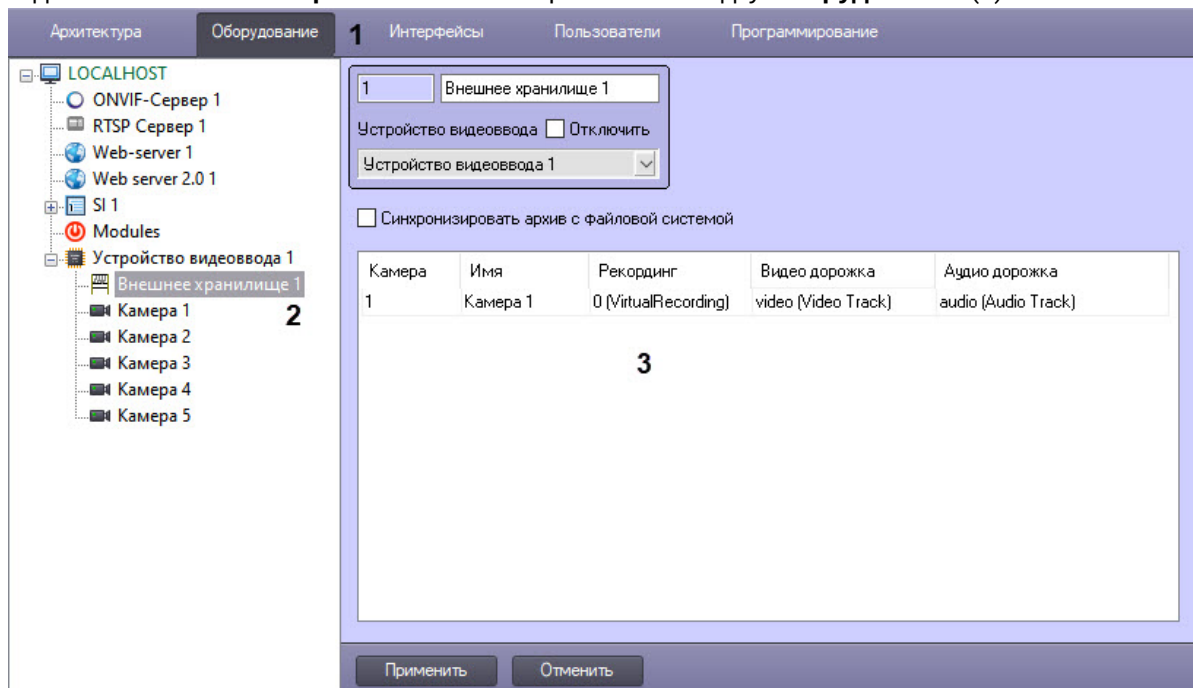 Архитектура Оборудование 1 Интерфейсы Пользователи Программирование
LOCALHOST
ONVIF-Сервер 1
RTSP Сервер 1
Web-server 1
Web server 2.0 1
SI 1
Modules
Устройство видеоввода 1
Внешнее хранилище 1
2
Камера 1
Камера 2
Камера 3
Камера 4
Камера 5
1 Внешнее хранилище 1
Устройство видеоввода Отключить
Устройство видеоввода 1
Синхронизировать архив с файловой системой
Камера Имя Рекординг Видео дорожка Аудио дорожка
1 Камера 1 0 (VirtualRecording) video (Video Track) audio (Audio Track)
3
Применить Отменить